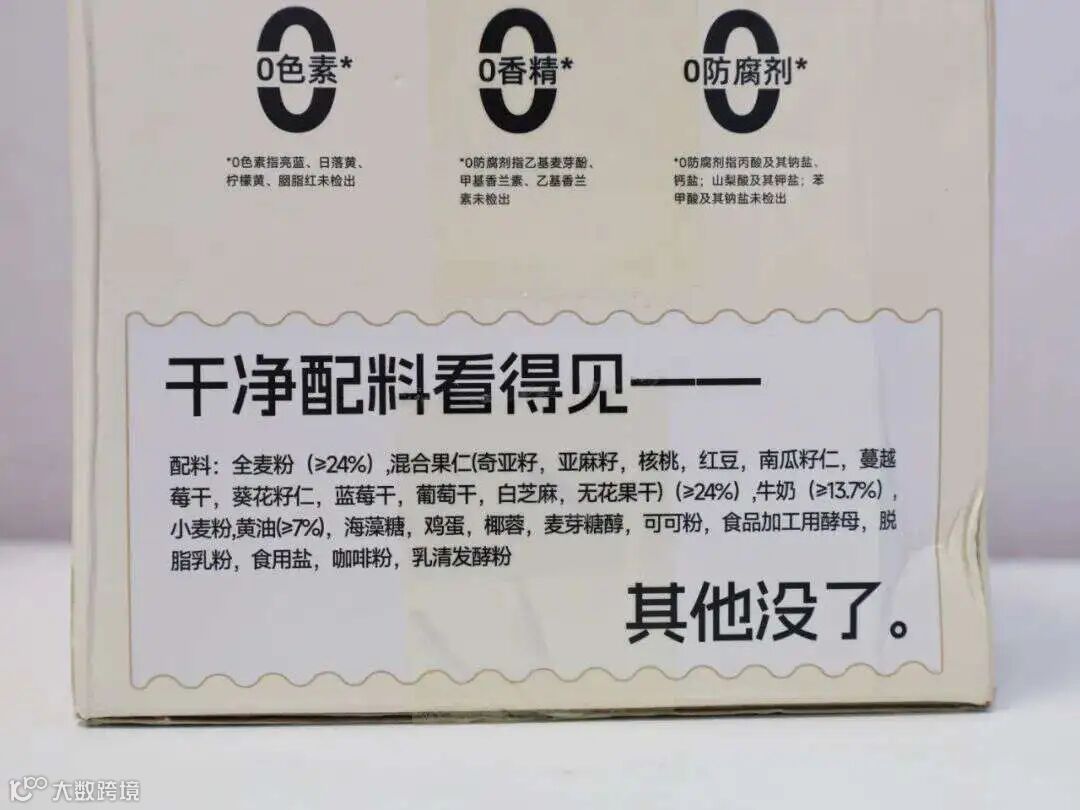 0色素*
0香精*
0防腐剂*
*0色素指亮蓝、日落黄、
柠檬黄、胭脂红未检出
*0防腐剂指乙基麦芽酚、
甲基香兰素、乙基香兰
素未检出
*0防腐剂指丙酸及其钠盐、
钙盐；山梨酸及其钾盐；苯
甲酸及其钠盐未检出
干净配料看得见——
配料：全麦粉（≥24%）,混合果仁(奇亚籽，亚麻籽，核桃，红豆，南瓜籽仁，蔓越
莓干，葵花籽仁，蓝莓干，葡萄干，白芝麻，无花果干)（≥24%）,牛奶（≥13.7%）,
小麦粉,黄油(≥7%)，海藻糖，鸡蛋，椰蓉，麦芽糖醇，可可粉，食品加工用酵母，脱
脂乳粉，食用盐，咖啡粉，乳清发酵粉
其他没了。
大数跨境